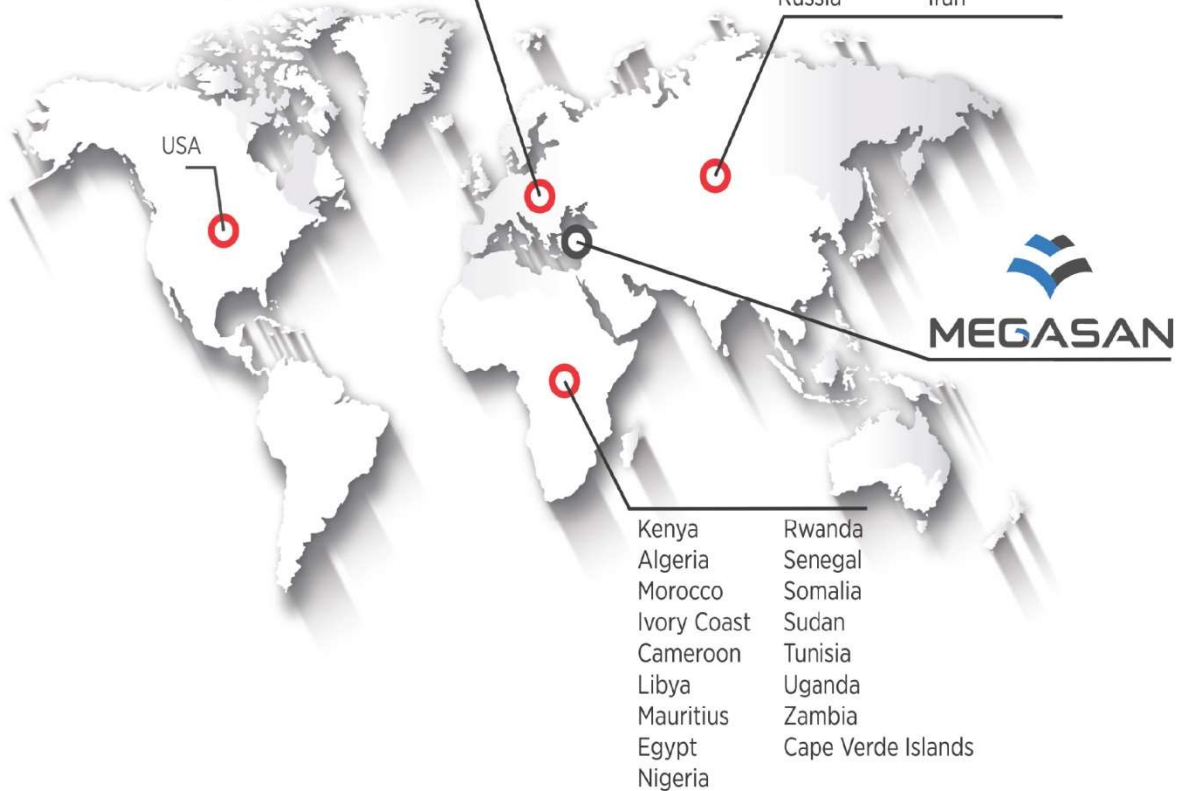 Russia Iran
USA
MEGASAN
Kenya Rwanda
Algeria Senegal
Morocco Somalia
Ivory Coast Sudan
Cameroon Tunisia
Libya Uganda
Mauritius Zambia
Egypt Cape Verde Islands
Nigeria